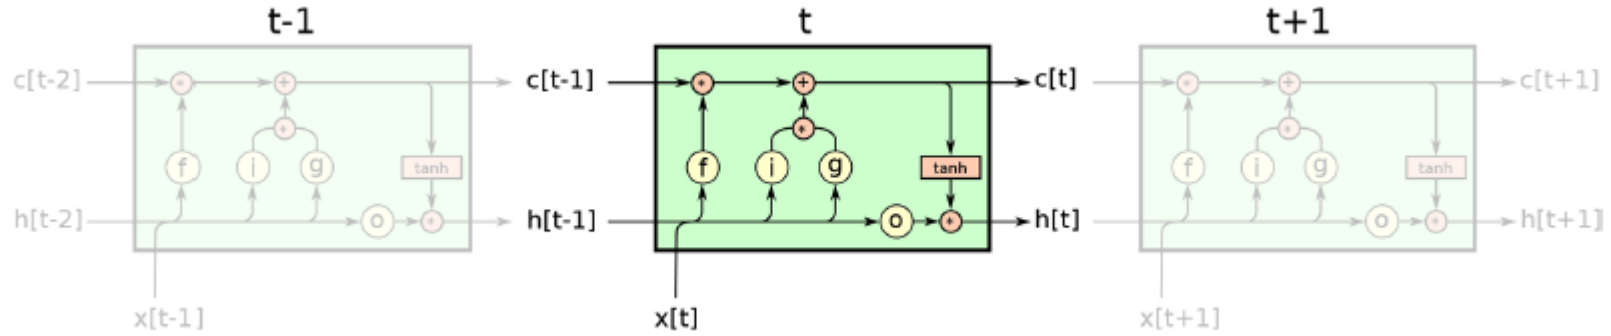 t-1 t t+1
c[t-2] * + c[t-1] * + c[t] * + c[t+1]
* * *
f i g tanh f i g tanh f i g tanh
h[t-2] o * h[t-1] o * h[t] o * h[t+1]
x[t-1] x[t] x[t+1]